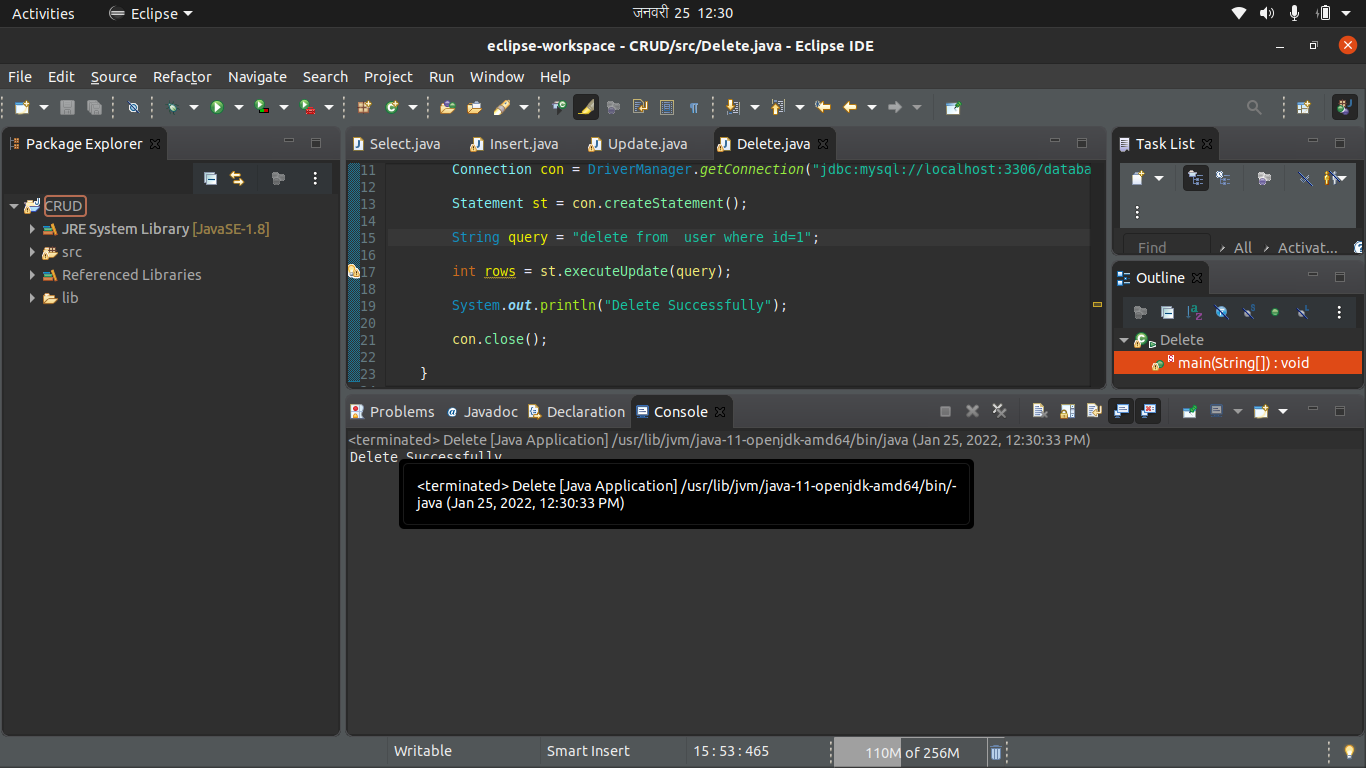 Activities Eclipse जनवरी 25 12:30
eclipse-workspace - CRUD/src/Delete.java - Eclipse IDE
File Edit Source Refactor Navigate Search Project Run Window Help
Package Explorer
CRUD
JRE System Library [JavaSE-1.8]
src
Referenced Libraries
lib
Select.java Insert.java Update.java Delete.java
11 Connection con = DriverManager.getConnection("jdbc:mysql://localhost:3306/databa
12
13 Statement st = con.createStatement();
14
15 String query = "delete from  user where id=1";
16
17 int rows = st.executeUpdate(query);
18
19 System.out.println("Delete Successfully");
20
21 con.close();
22
23 }
Task List
Find All Activat...
Outline
Delete
main(String[]) : void
Problems Javadoc Declaration Console
<terminated> Delete [Java Application] /usr/lib/jvm/java-11-openjdk-amd64/bin/java (Jan 25, 2022, 12:30:33 PM)
Delete Successfully
<terminated> Delete [Java Application] /usr/lib/jvm/java-11-openjdk-amd64/bin/-
java (Jan 25, 2022, 12:30:33 PM)
Writable Smart Insert 15 : 53 : 465 110M of 256M